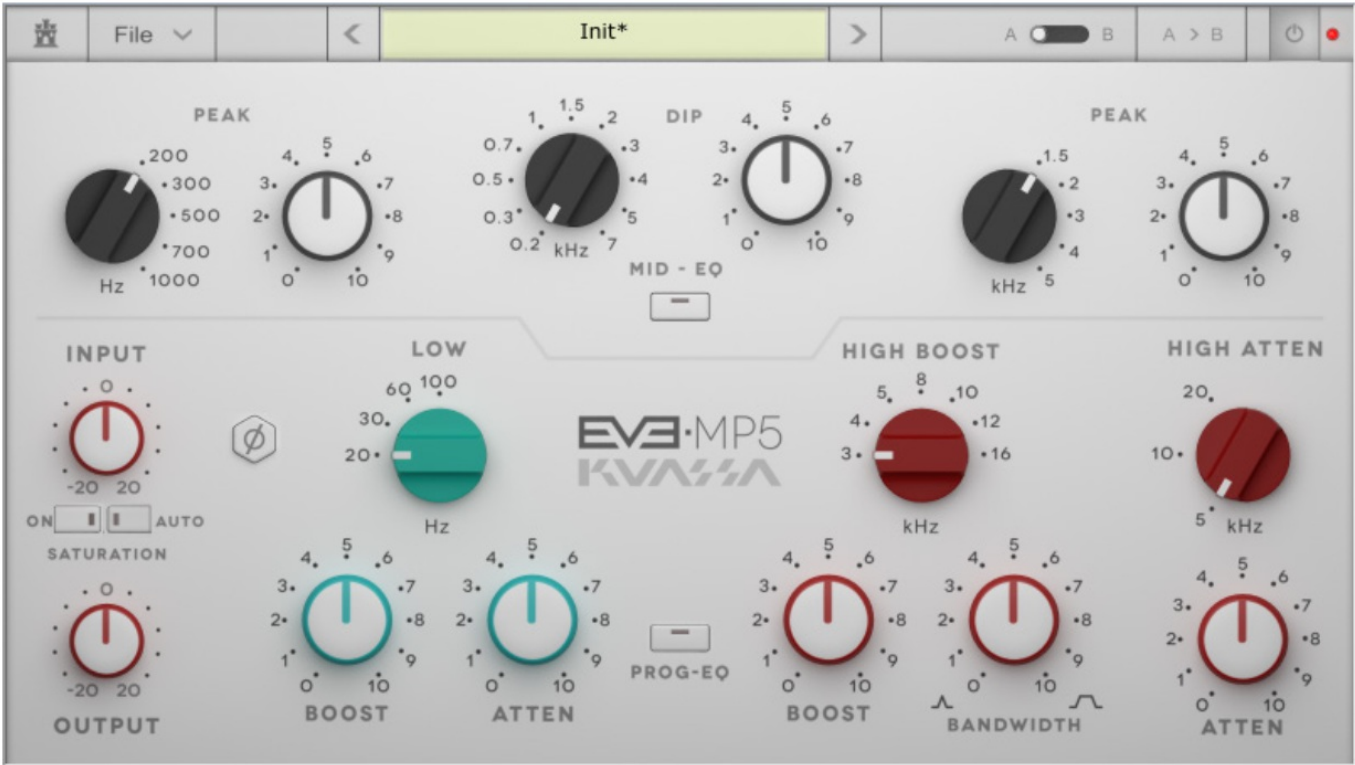 File
Init*
A B
A > B
PEAK
200
300
500
700
1000
Hz
0 1 2 3 4 5 6 7 8 9 10
DIP
0.2 0.3 0.5 0.7 1 1.5 2 3 4 5 7
kHz
0 1 2 3 4 5 6 7 8 9 10
MID - EQ
PEAK
1.5
2
3
4
5
kHz
0 1 2 3 4 5 6 7 8 9 10
INPUT
0
-20 20
ON AUTO
SATURATION
0
-20 20
OUTPUT
Ø
LOW
20 30 60 100
Hz
0 1 2 3 4 5 6 7 8 9 10
BOOST
0 1 2 3 4 5 6 7 8 9 10
ATTEN
EVE·MP5
KVASSA
PROG-EQ
HIGH BOOST
3 4 5 8 10 12 16
kHz
0 1 2 3 4 5 6 7 8 9 10
BOOST
0 1 2 3 4 5 6 7 8 9 10
BANDWIDTH
HIGH ATTEN
5 10 20
kHz
0 1 2 3 4 5 6 7 8 9 10
ATTEN